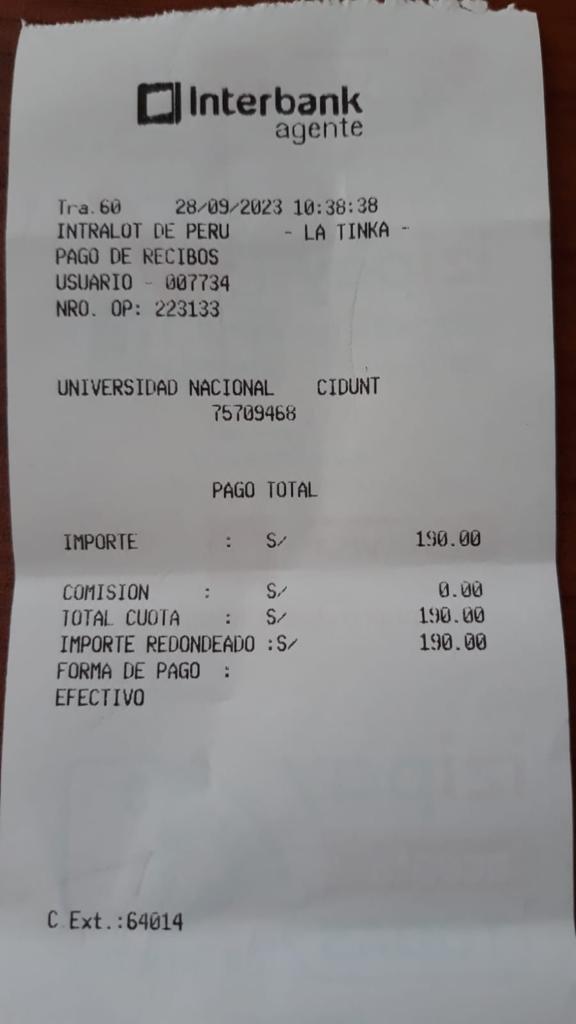 Interbank
agente
Tra.60 28/09/2023 10:38:38
INTRALOT DE PERU - LA TINKA -
PAGO DE RECIBOS
USUARIO - 007734
NRO. OP: 223133
UNIVERSIDAD NACIONAL CIDUNT
75709468
PAGO TOTAL
IMPORTE : S/ 190.00
COMISION : S/ 0.00
TOTAL CUOTA : S/ 190.00
IMPORTE REDONDEADO :S/ 190.00
FORMA DE PAGO :
EFECTIVO
C.Ext.:64014